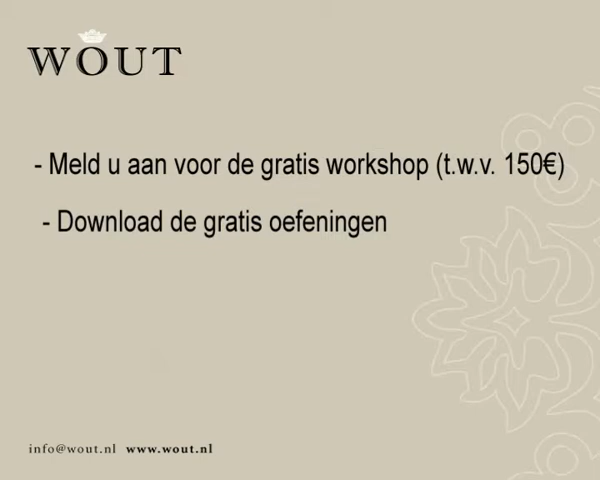 WOUT
- Meld u aan voor de gratis workshop (t.w.v. 150€)
- Download de gratis oefeningen
info@wout.nl www.wout.nl